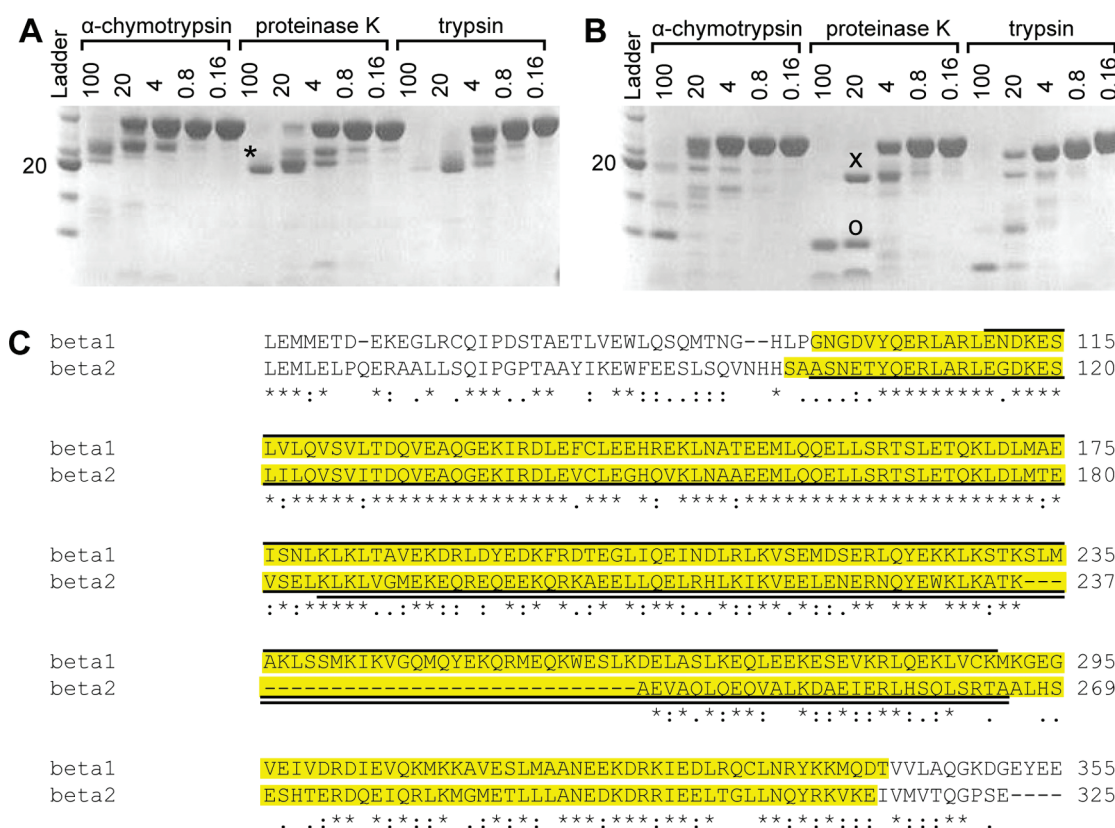 A α-chymotrypsin proteinase K trypsin
Ladder 100 20 4 0.8 0.16 100 20 4 0.8 0.16 100 20 4 0.8 0.16
*
20
B α-chymotrypsin proteinase K trypsin
Ladder 100 20 4 0.8 0.16 100 20 4 0.8 0.16 100 20 4 0.8 0.16
20
x
o
C
beta1 LEMMETD-EKEGLRCQIPDSTAETLVEWLQSQMTNG--HLPGNGDVYQERLARLENDKES 115
beta2 LEMLELPQERAALLSQIPGPTAAYIKEWFEESLSQVNHHSAASNETYQERLARLEGDKES 120
***:* .*: .* .****. ** : **:::.:: * ....:.**********.****
beta1 LVLQVSVLTDQVEAQGEKIRDLEFCLEEHREKLNATEEMLQQELLSRTSLETQKLDLMAE 175
beta2 LILQVSVITDQVEAQGEKIRDLEVCLEGHQVKLNAAEEMLQQELLSRTSLETQKLDLMTE 180
*:*****:***************.*** *: ****:**********************:*
beta1 ISNLKLKLTAVEKDRLDYEDKFRDTEGLIQEINDLRLKVSEMDSERLQYEKKLKSTKSLM 235
beta2 VSELKLKLVGMEKEQREQEEKQRKAEELLQELRHLKIKVEELENERNQYEWKLKATK--- 237
:*:*****..:**:: : *:* *.:* *:**:..*::**.*::.** *** ***:**
beta1 AKLSSMKIKVGQMQYEKQRMEQKWESLKDELASLKEQLEEKESEVKRLQEKLVCKMKGEG 295
beta2 ----------------------------AEVAQLQEQVALKDAEIERLHSQLSRTAALHS 269
*:*.*:**: *::*::**:.:* . ..
beta1 VEIVDRDIEVQKMKKAVESLMAANEEKDRKIEDLRQCLNRYKKMQDTVVLAQGKDGEYEE 355
beta2 ESHTERDQEIQRLKMGMETLLLANEDKDRRIEELTGLLNQYRKVKEIVMVTQGPSE---- 325
. .:** *:*::* .:*:*: ***:***:**:* **:*:*::: *:::** .